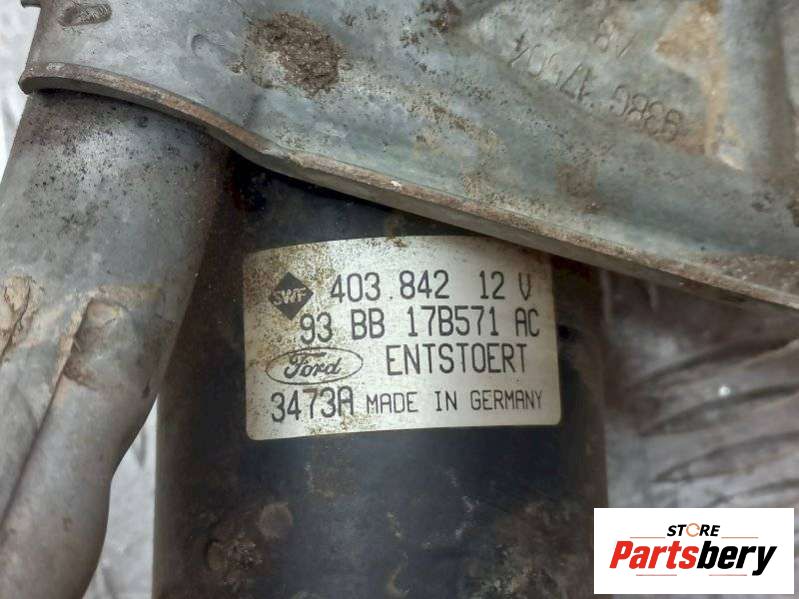 SWF 403.842 12 V
93 BB 17B571 AC
Ford ENTSTOERT
3473A MADE IN GERMANY
STORE
Partsbery